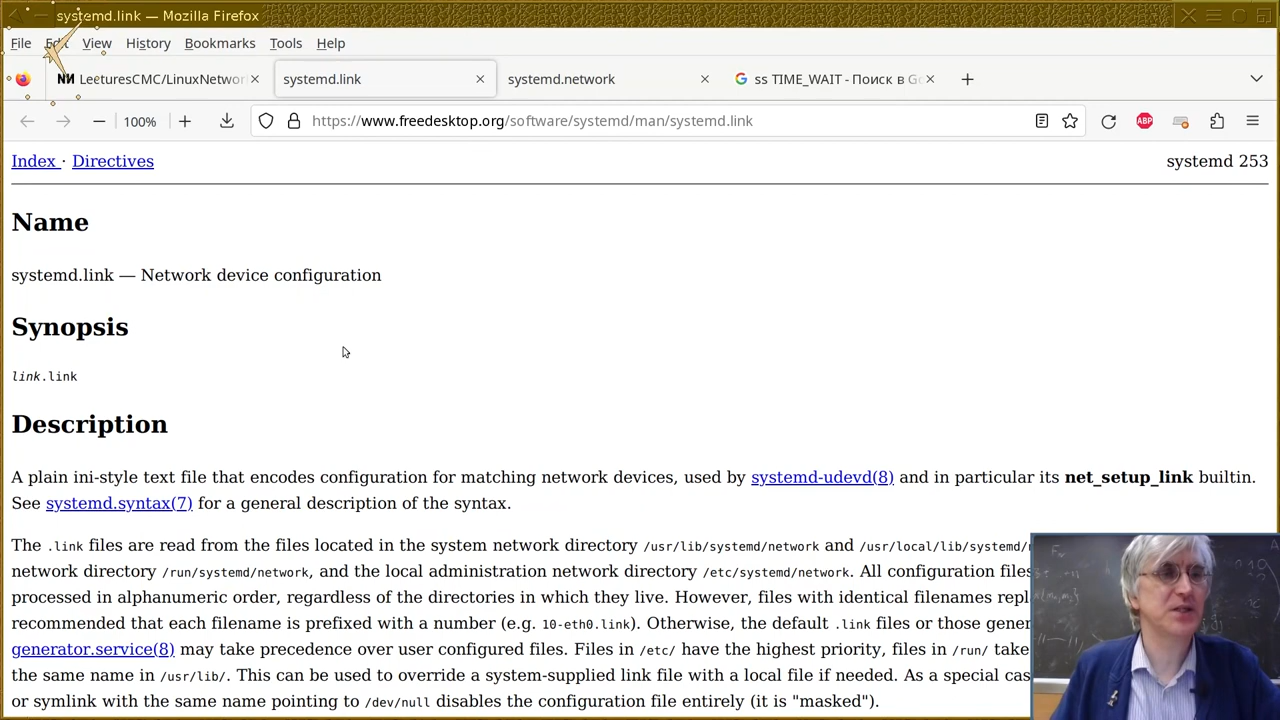 systemd.link — Mozilla Firefox
File Edit View History Bookmarks Tools Help
LecturesCMC/LinuxNetwor systemd.link systemd.network ss TIME_WAIT - Поиск в Go
100% https://www.freedesktop.org/software/systemd/man/systemd.link ABP
Index · Directives systemd 253
Name
systemd.link — Network device configuration
Synopsis
link.link
Description
A plain ini-style text file that encodes configuration for matching network devices, used by systemd-udevd(8) and in particular its net_setup_link builtin.
See systemd.syntax(7) for a general description of the syntax.
The .link files are read from the files located in the system network directory /usr/lib/systemd/network and /usr/local/lib/systemd/
network directory /run/systemd/network, and the local administration network directory /etc/systemd/network. All configuration files
processed in alphanumeric order, regardless of the directories in which they live. However, files with identical filenames repl
recommended that each filename is prefixed with a number (e.g. 10-eth0.link). Otherwise, the default .link files or those gener
generator.service(8) may take precedence over user configured files. Files in /etc/ have the highest priority, files in /run/ take
the same name in /usr/lib/. This can be used to override a system-supplied link file with a local file if needed. As a special cas
or symlink with the same name pointing to /dev/null disables the configuration file entirely (it is "masked").